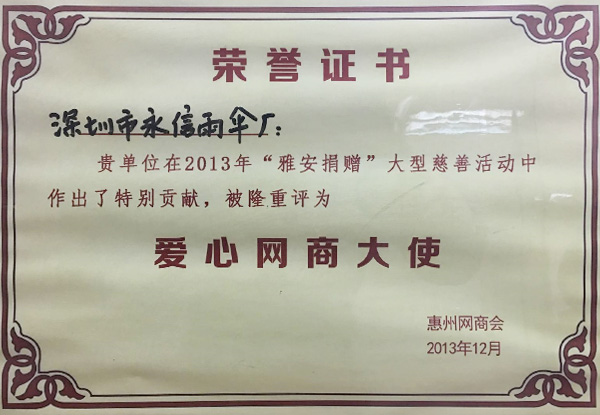 荣誉证书
深圳市永信雨伞厂：
贵单位在2013年“雅安捐赠”大型慈善活动中
作出了特别贡献，被隆重评为
爱心网商大使
惠州网商会
2013年12月